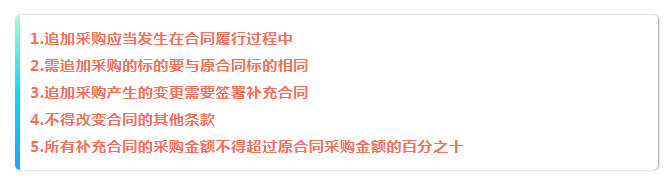 1.追加采购应当发生在合同履行过程中
2.需追加采购的标的要与原合同标的相同
3.追加采购产生的变更需要签署补充合同
4.不得改变合同的其他条款
5.所有补充合同的采购金额不得超过原合同采购金额的百分之十